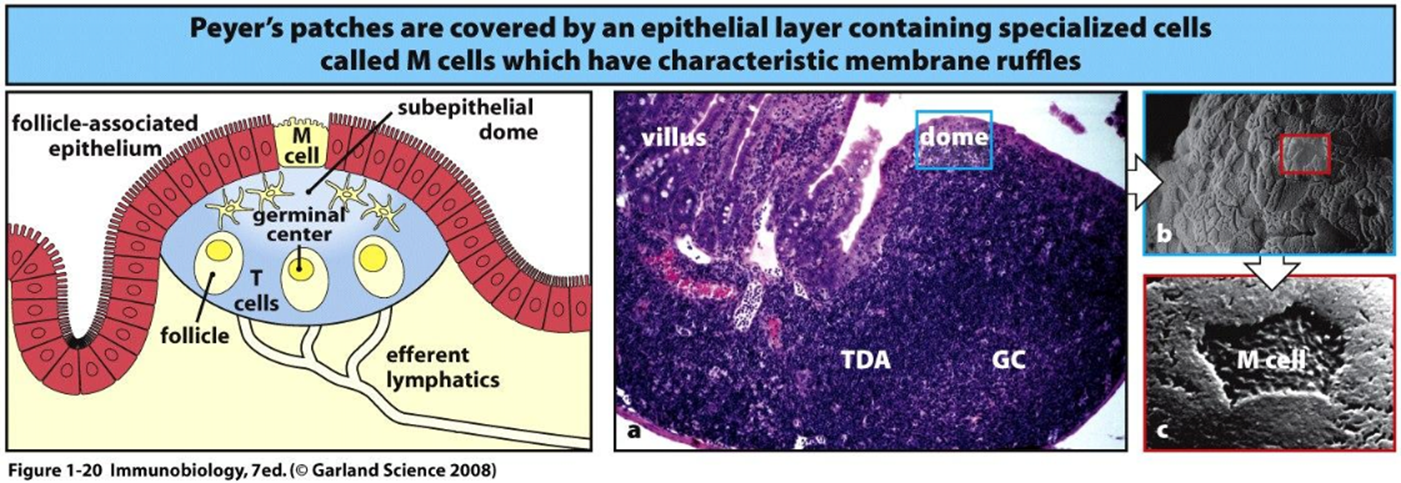 Peyer's patches are covered by an epithelial layer containing specialized cells
called M cells which have characteristic membrane ruffles
follicle-associated
epithelium
M
cell
subepithelial
dome
germinal
center
T
cells
follicle
efferent
lymphatics
villus
dome
TDA
GC
a
b
M cell
c
Figure 1-20 Immunobiology, 7ed. (© Garland Science 2008)